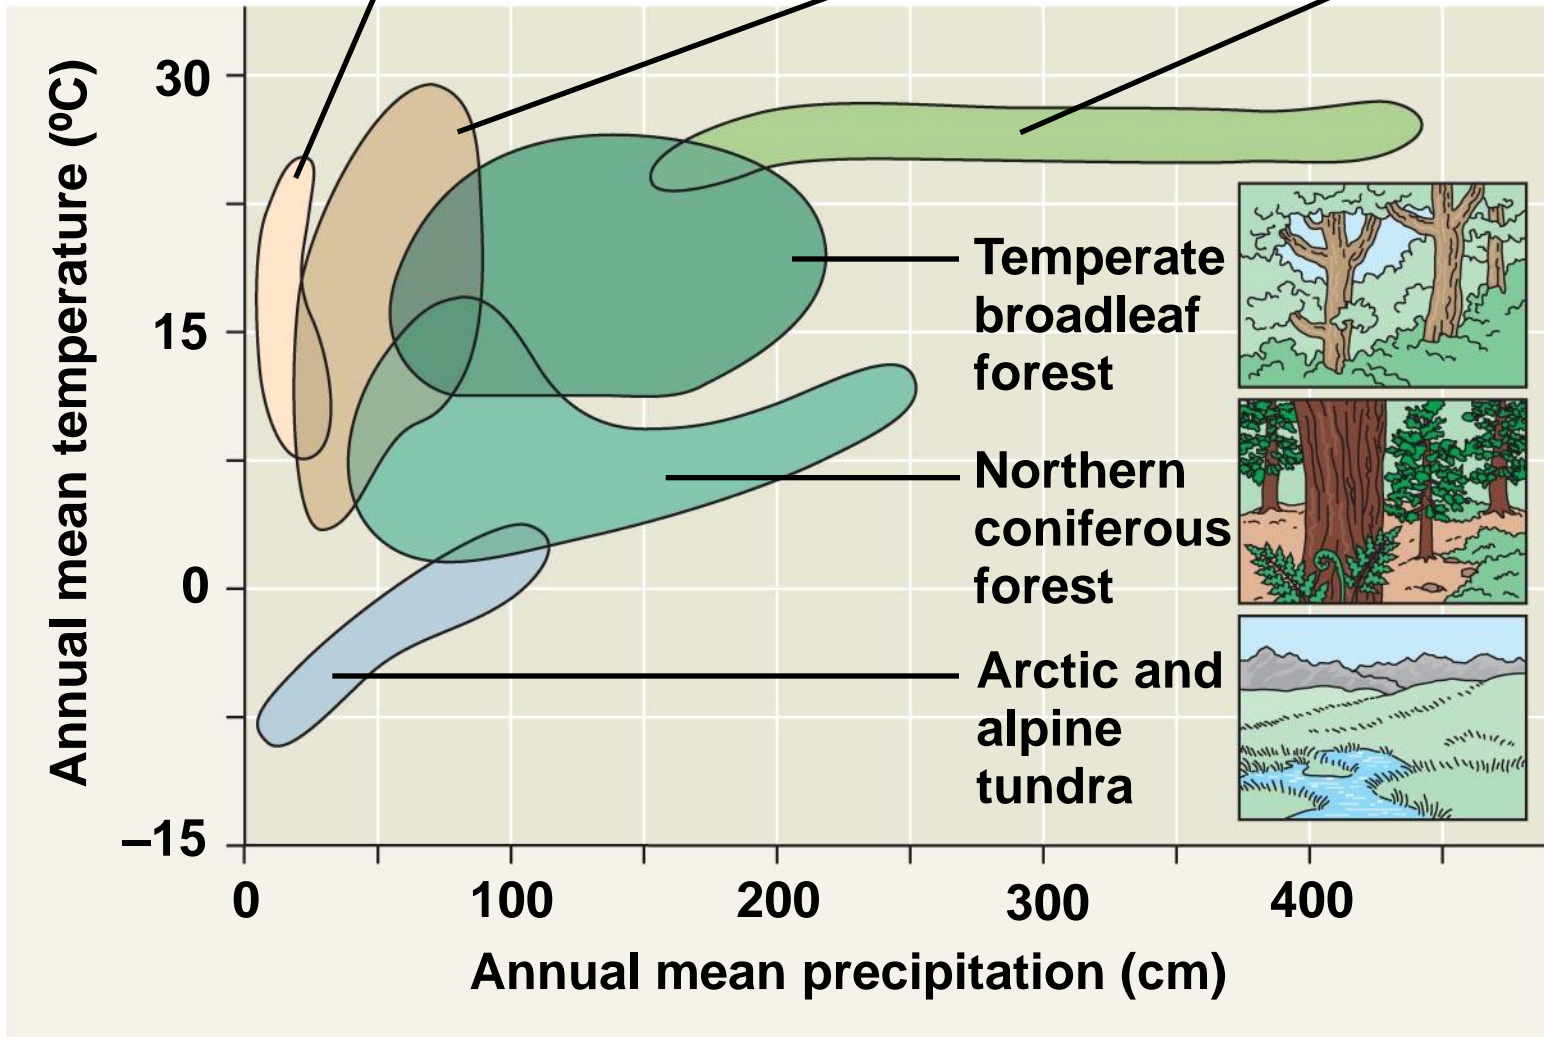 Annual mean temperature (ºC)
30
15
0
–15
Temperate
broadleaf
forest
Northern
coniferous
forest
Arctic and
alpine
tundra
0
100
200
300
400
Annual mean precipitation (cm)